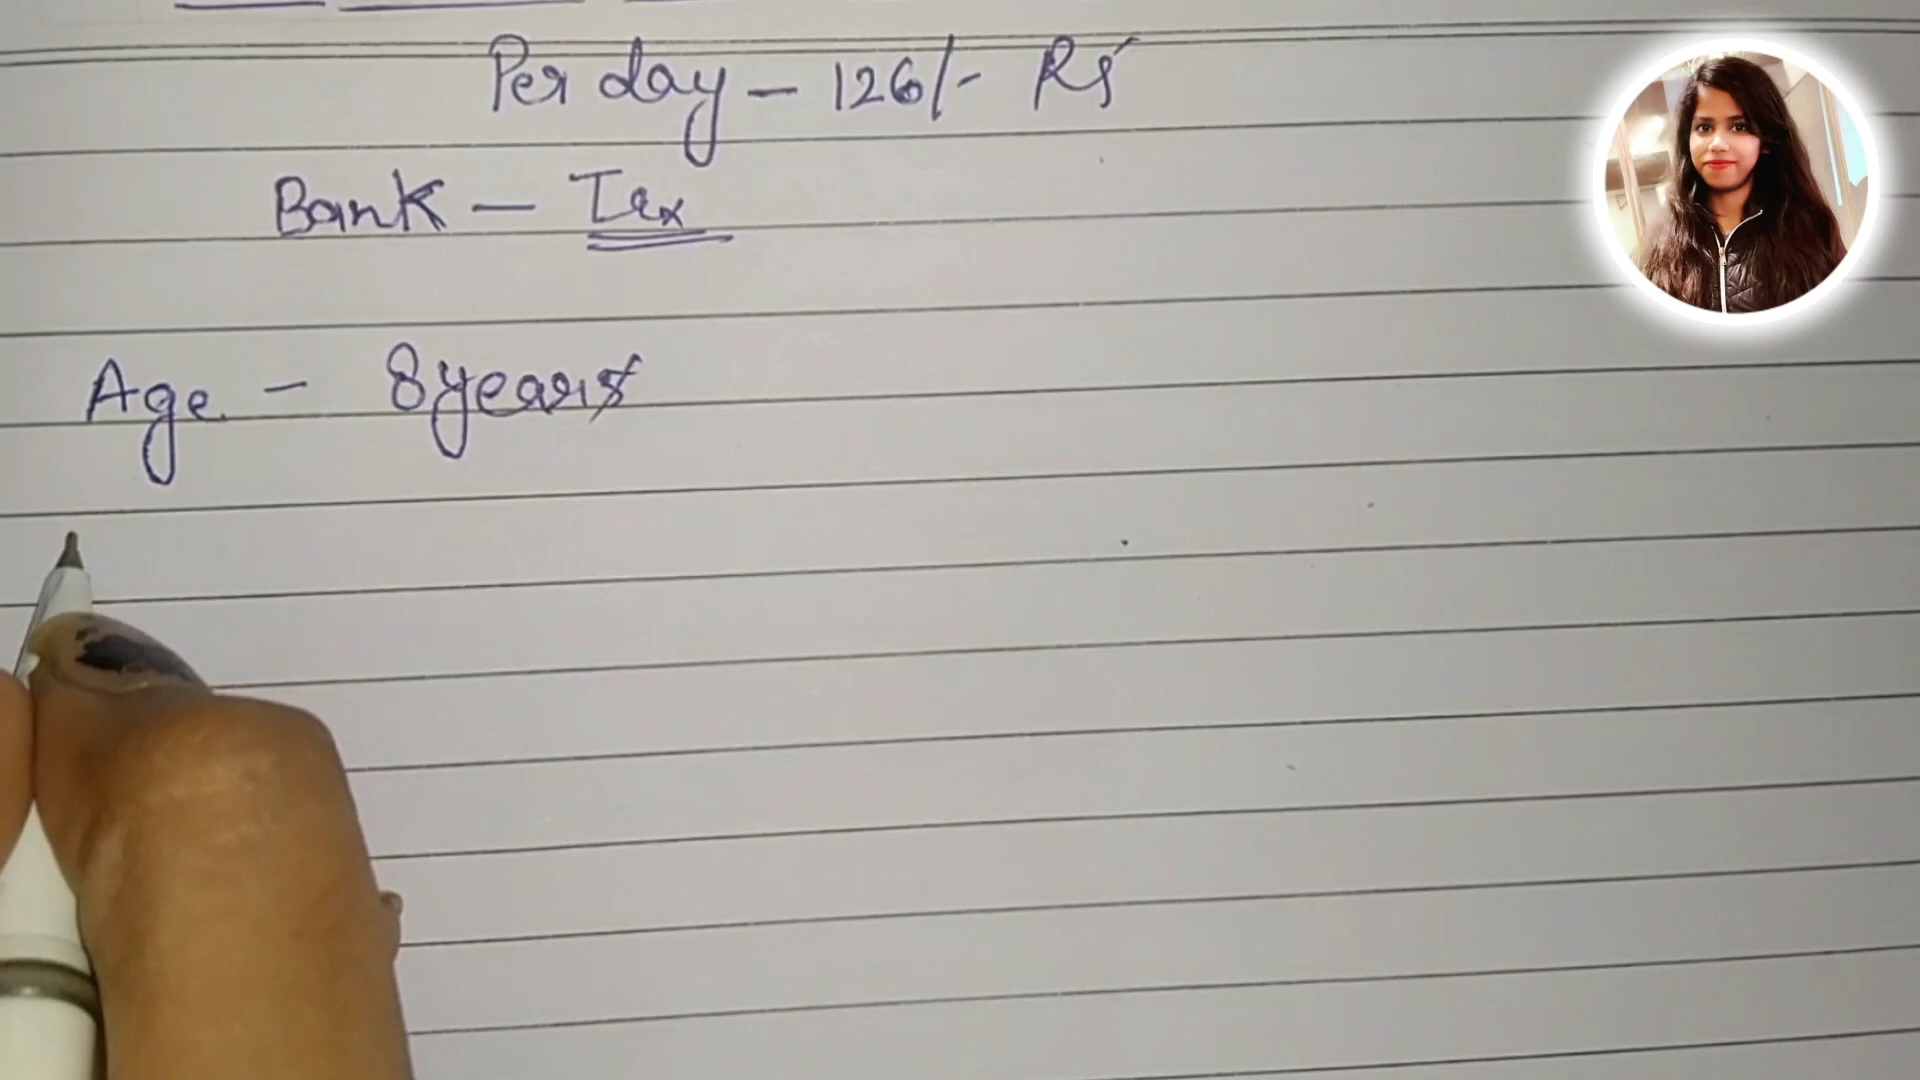 Per day - 126/- Rs
Bank - Tax
Age - 8 years